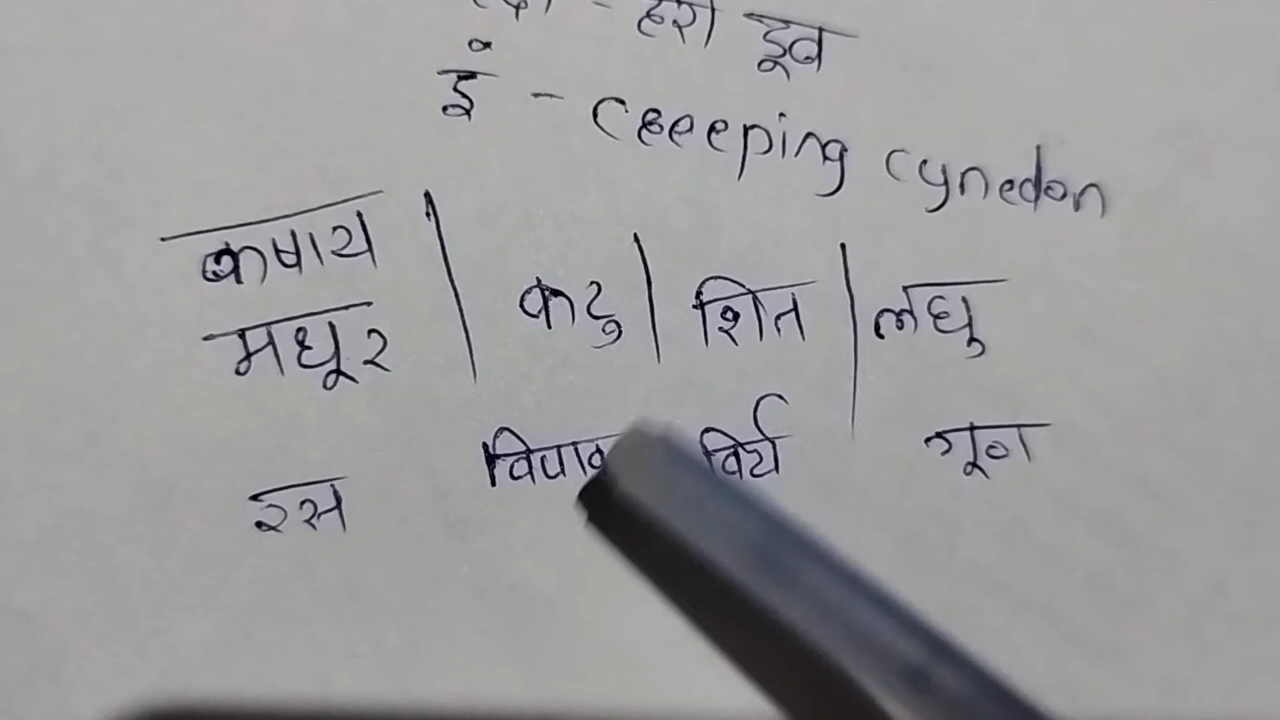 - हरी डूब
इं - creeping cynedon
कषाय | कटु | शित | लघु
मधूर
रस विपाक विर्य गूण